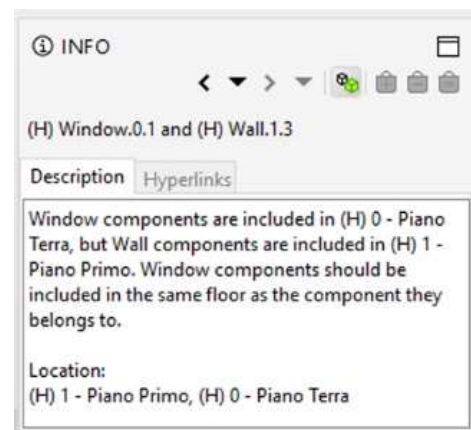 INFO
(H) Window.0.1 and (H) Wall.1.3
Description Hyperlinks
Window components are included in (H) 0 - Piano
Terra, but Wall components are included in (H) 1 -
Piano Primo. Window components should be
included in the same floor as the component they
belongs to.
Location:
(H) 1 - Piano Primo, (H) 0 - Piano Terra